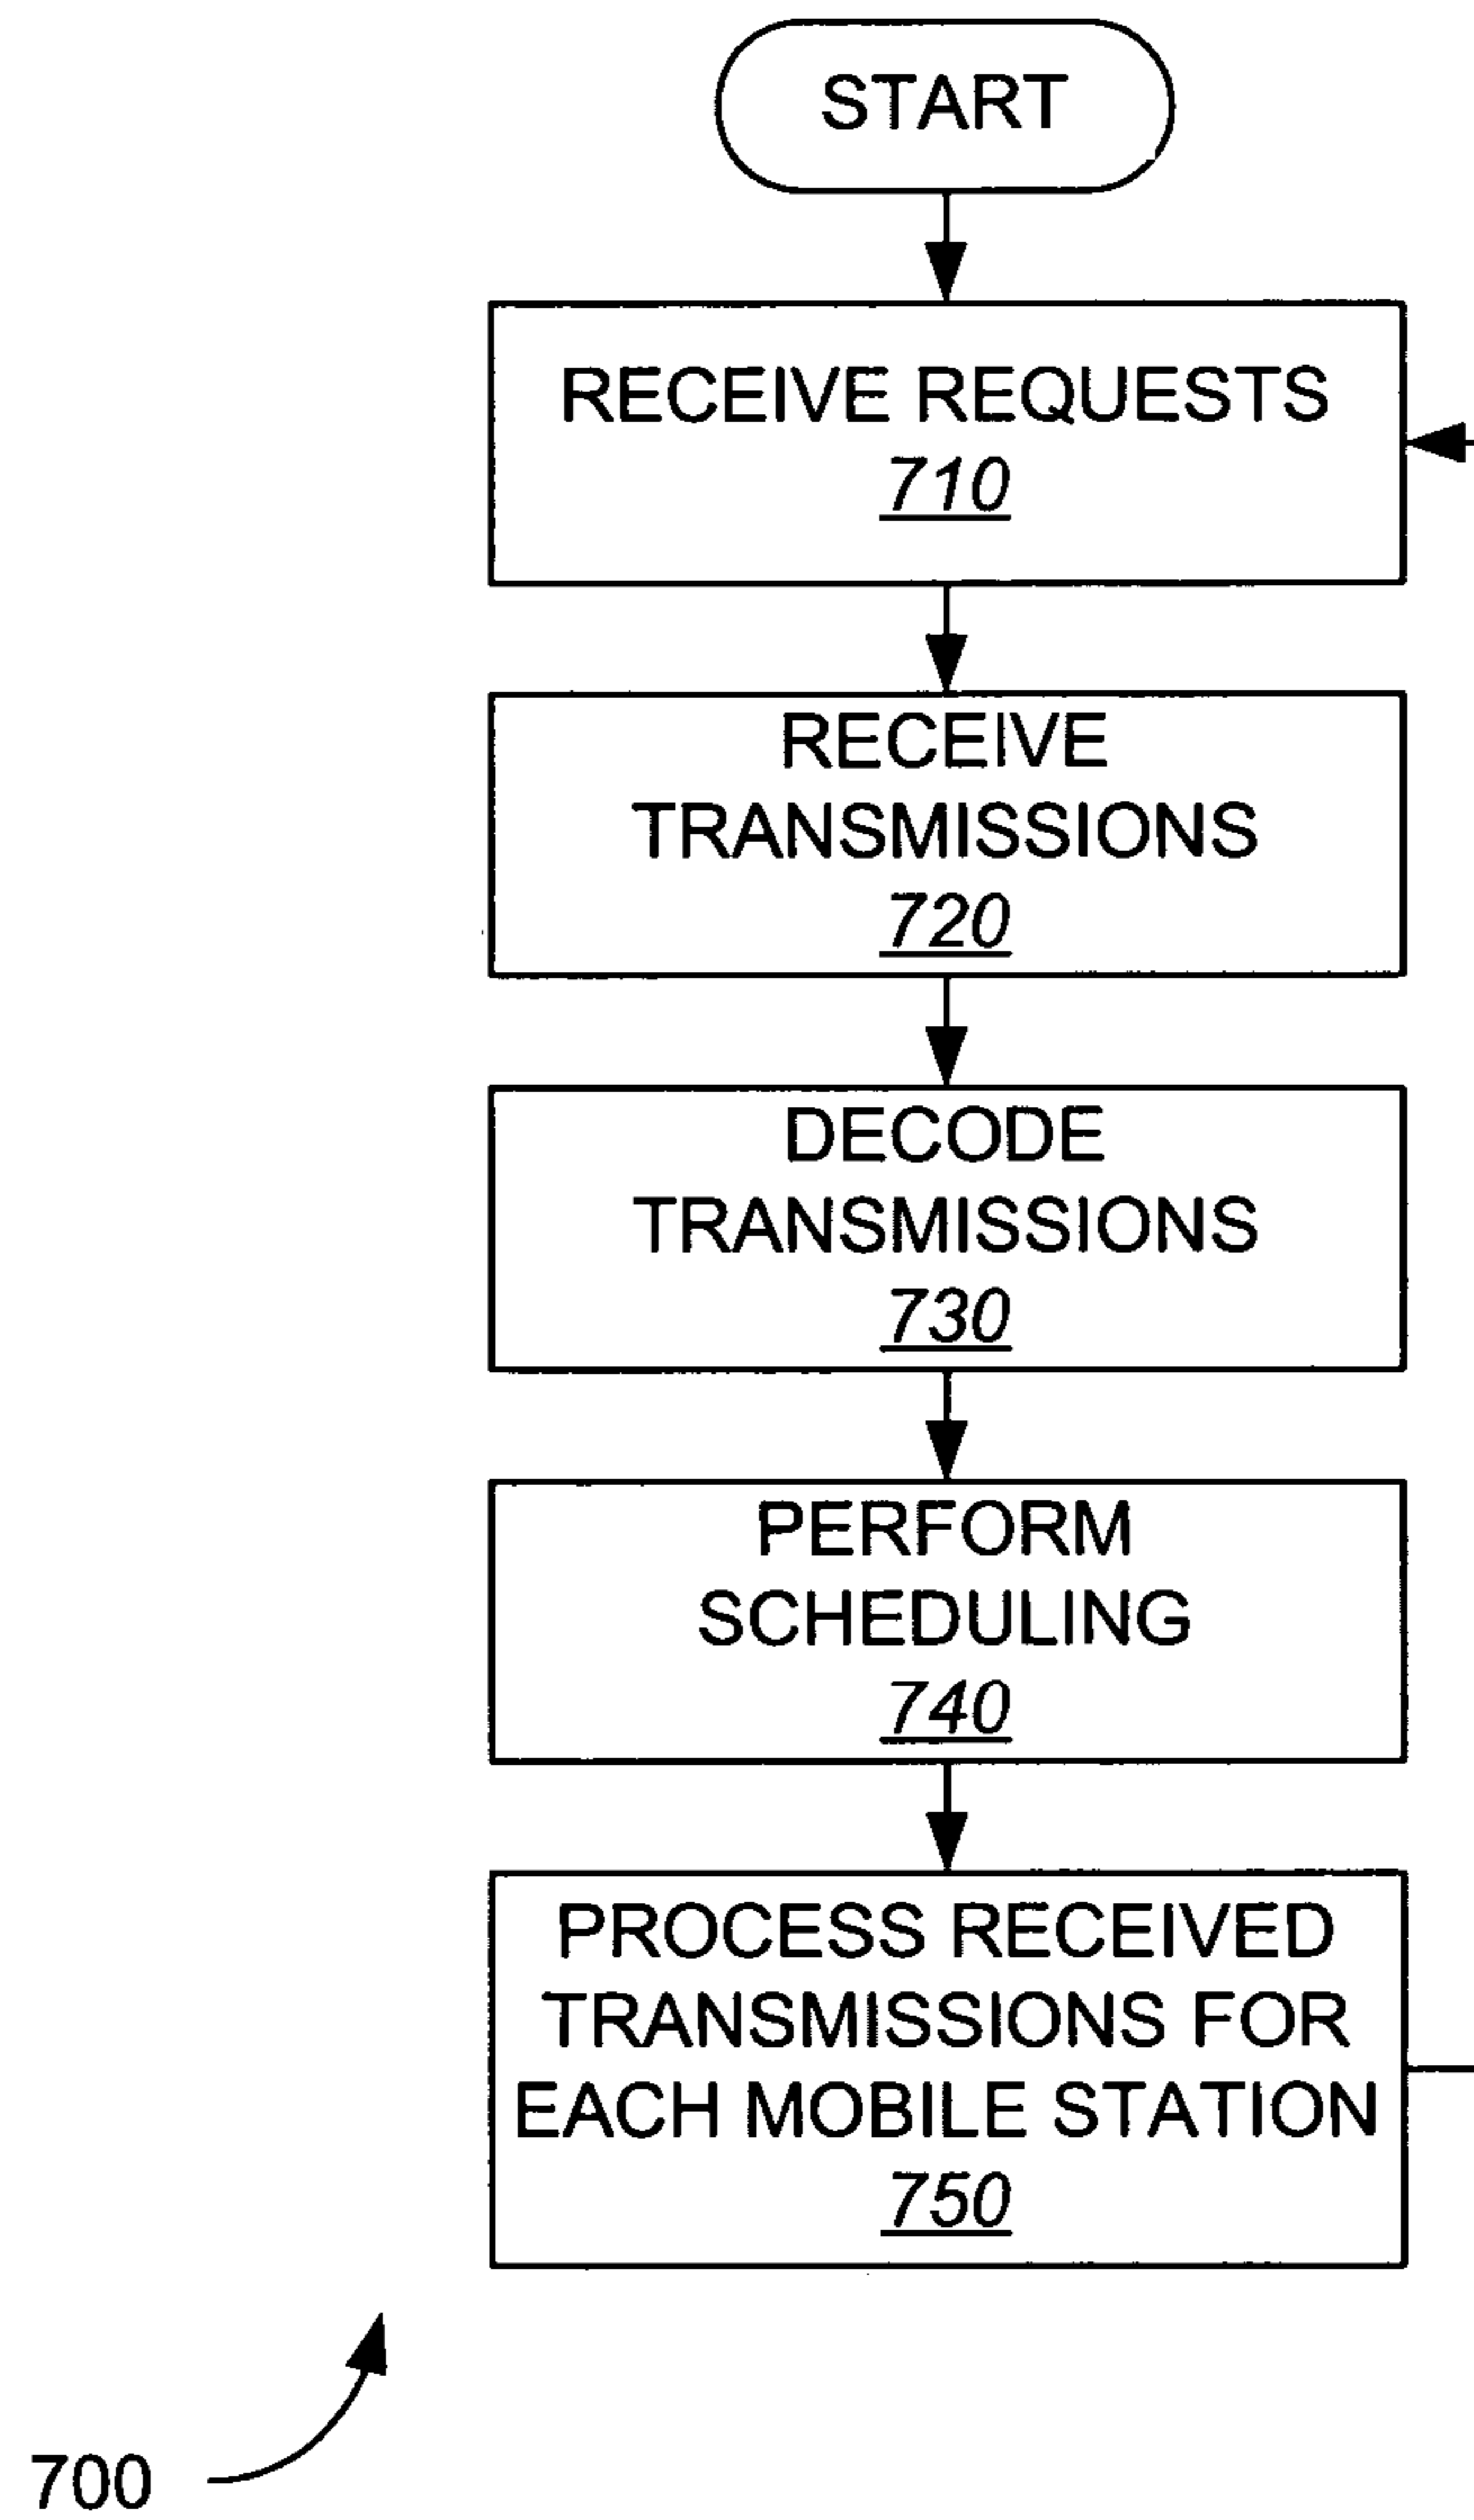 START
RECEIVE REQUESTS
710
RECEIVE
TRANSMISSIONS
720
DECODE
TRANSMISSIONS
730
PERFORM
SCHEDULING
740
PROCESS RECEIVED
TRANSMISSIONS FOR
EACH MOBILE STATION
750
700